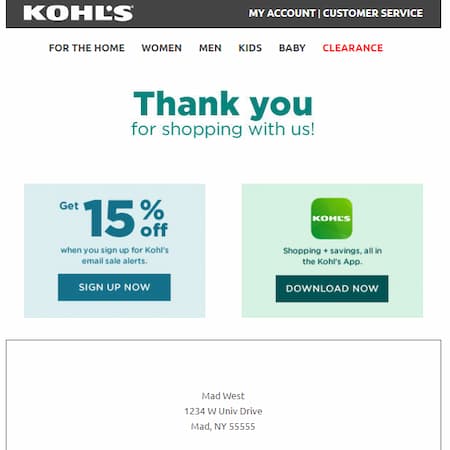 KOHL'S
MY ACCOUNT | CUSTOMER SERVICE
FOR THE HOME WOMEN MEN KIDS BABY CLEARANCE
Thank you
for shopping with us!
Get 15% off
when you sign up for Kohl's
email sale alerts.
SIGN UP NOW
KOHL'S
Shopping + savings, all in
the Kohl's App.
DOWNLOAD NOW
Mad West
1234 W Univ Drive
Mad, NY 55555